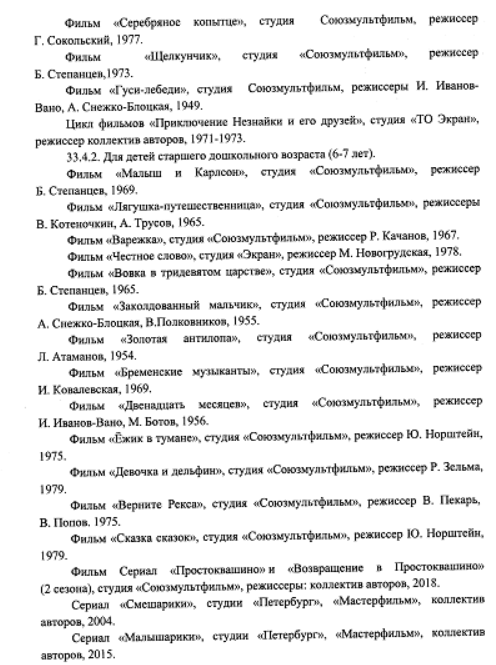 Фильм «Серебряное копытце», студия Союзмультфильм, режиссер
Г. Сокольский, 1977.
Фильм «Щелкунчик», студия «Союзмультфильм», режиссер
Б. Степанцев,1973.
Фильм «Гуси-лебеди», студия Союзмультфильм, режиссеры И. Иванов-
Вано, А. Снежко-Блоцкая, 1949.
Цикл фильмов «Приключение Незнайки и его друзей», студия «ТО Экран»,
режиссер коллектив авторов, 1971-1973.
33.4.2. Для детей старшего дошкольного возраста (6-7 лет).
Фильм «Малыш и Карлсон», студия «Союзмультфильм», режиссер
Б. Степанцев, 1969.
Фильм «Лягушка-путешественница», студия «Союзмультфильм», режиссеры
В. Котеночкин, А. Трусов, 1965.
Фильм «Варежка», студия «Союзмультфильм», режиссер Р. Качанов, 1967.
Фильм «Честное слово», студия «Экран», режиссер М. Новогрудская, 1978.
Фильм «Вовка в тридевятом царстве», студия «Союзмультфильм», режиссер
Б. Степанцев, 1965.
Фильм «Заколдованный мальчик», студия «Союзмультфильм», режиссер
А. Снежко-Блоцкая, В.Полковников, 1955.
Фильм «Золотая антилопа», студия «Союзмультфильм», режиссер
Л. Атаманов, 1954.
Фильм «Бременские музыканты», студия «Союзмультфильм», режиссер
И. Ковалевская, 1969.
Фильм «Двенадцать месяцев», студия «Союзмультфильм», режиссер
И. Иванов-Вано, М. Ботов, 1956.
Фильм «Ёжик в тумане», студия «Союзмультфильм», режиссер Ю. Норштейн,
1975.
Фильм «Девочка и дельфин», студия «Союзмультфильм», режиссер Р. Зельма,
1979.
Фильм «Верните Рекса», студия «Союзмультфильм», режиссер В. Пекарь,
В. Попов. 1975.
Фильм «Сказка сказок», студия «Союзмультфильм», режиссер Ю. Норштейн,
1979.
Фильм Сериал «Простоквашино» и «Возвращение в Простоквашино»
(2 сезона), студия «Союзмультфильм», режиссеры: коллектив авторов, 2018.
Сериал «Смешарики», студии «Петербург», «Мастерфильм», коллектив
авторов, 2004.
Сериал «Малышарики», студии «Петербург», «Мастерфильм», коллектив
авторов, 2015.